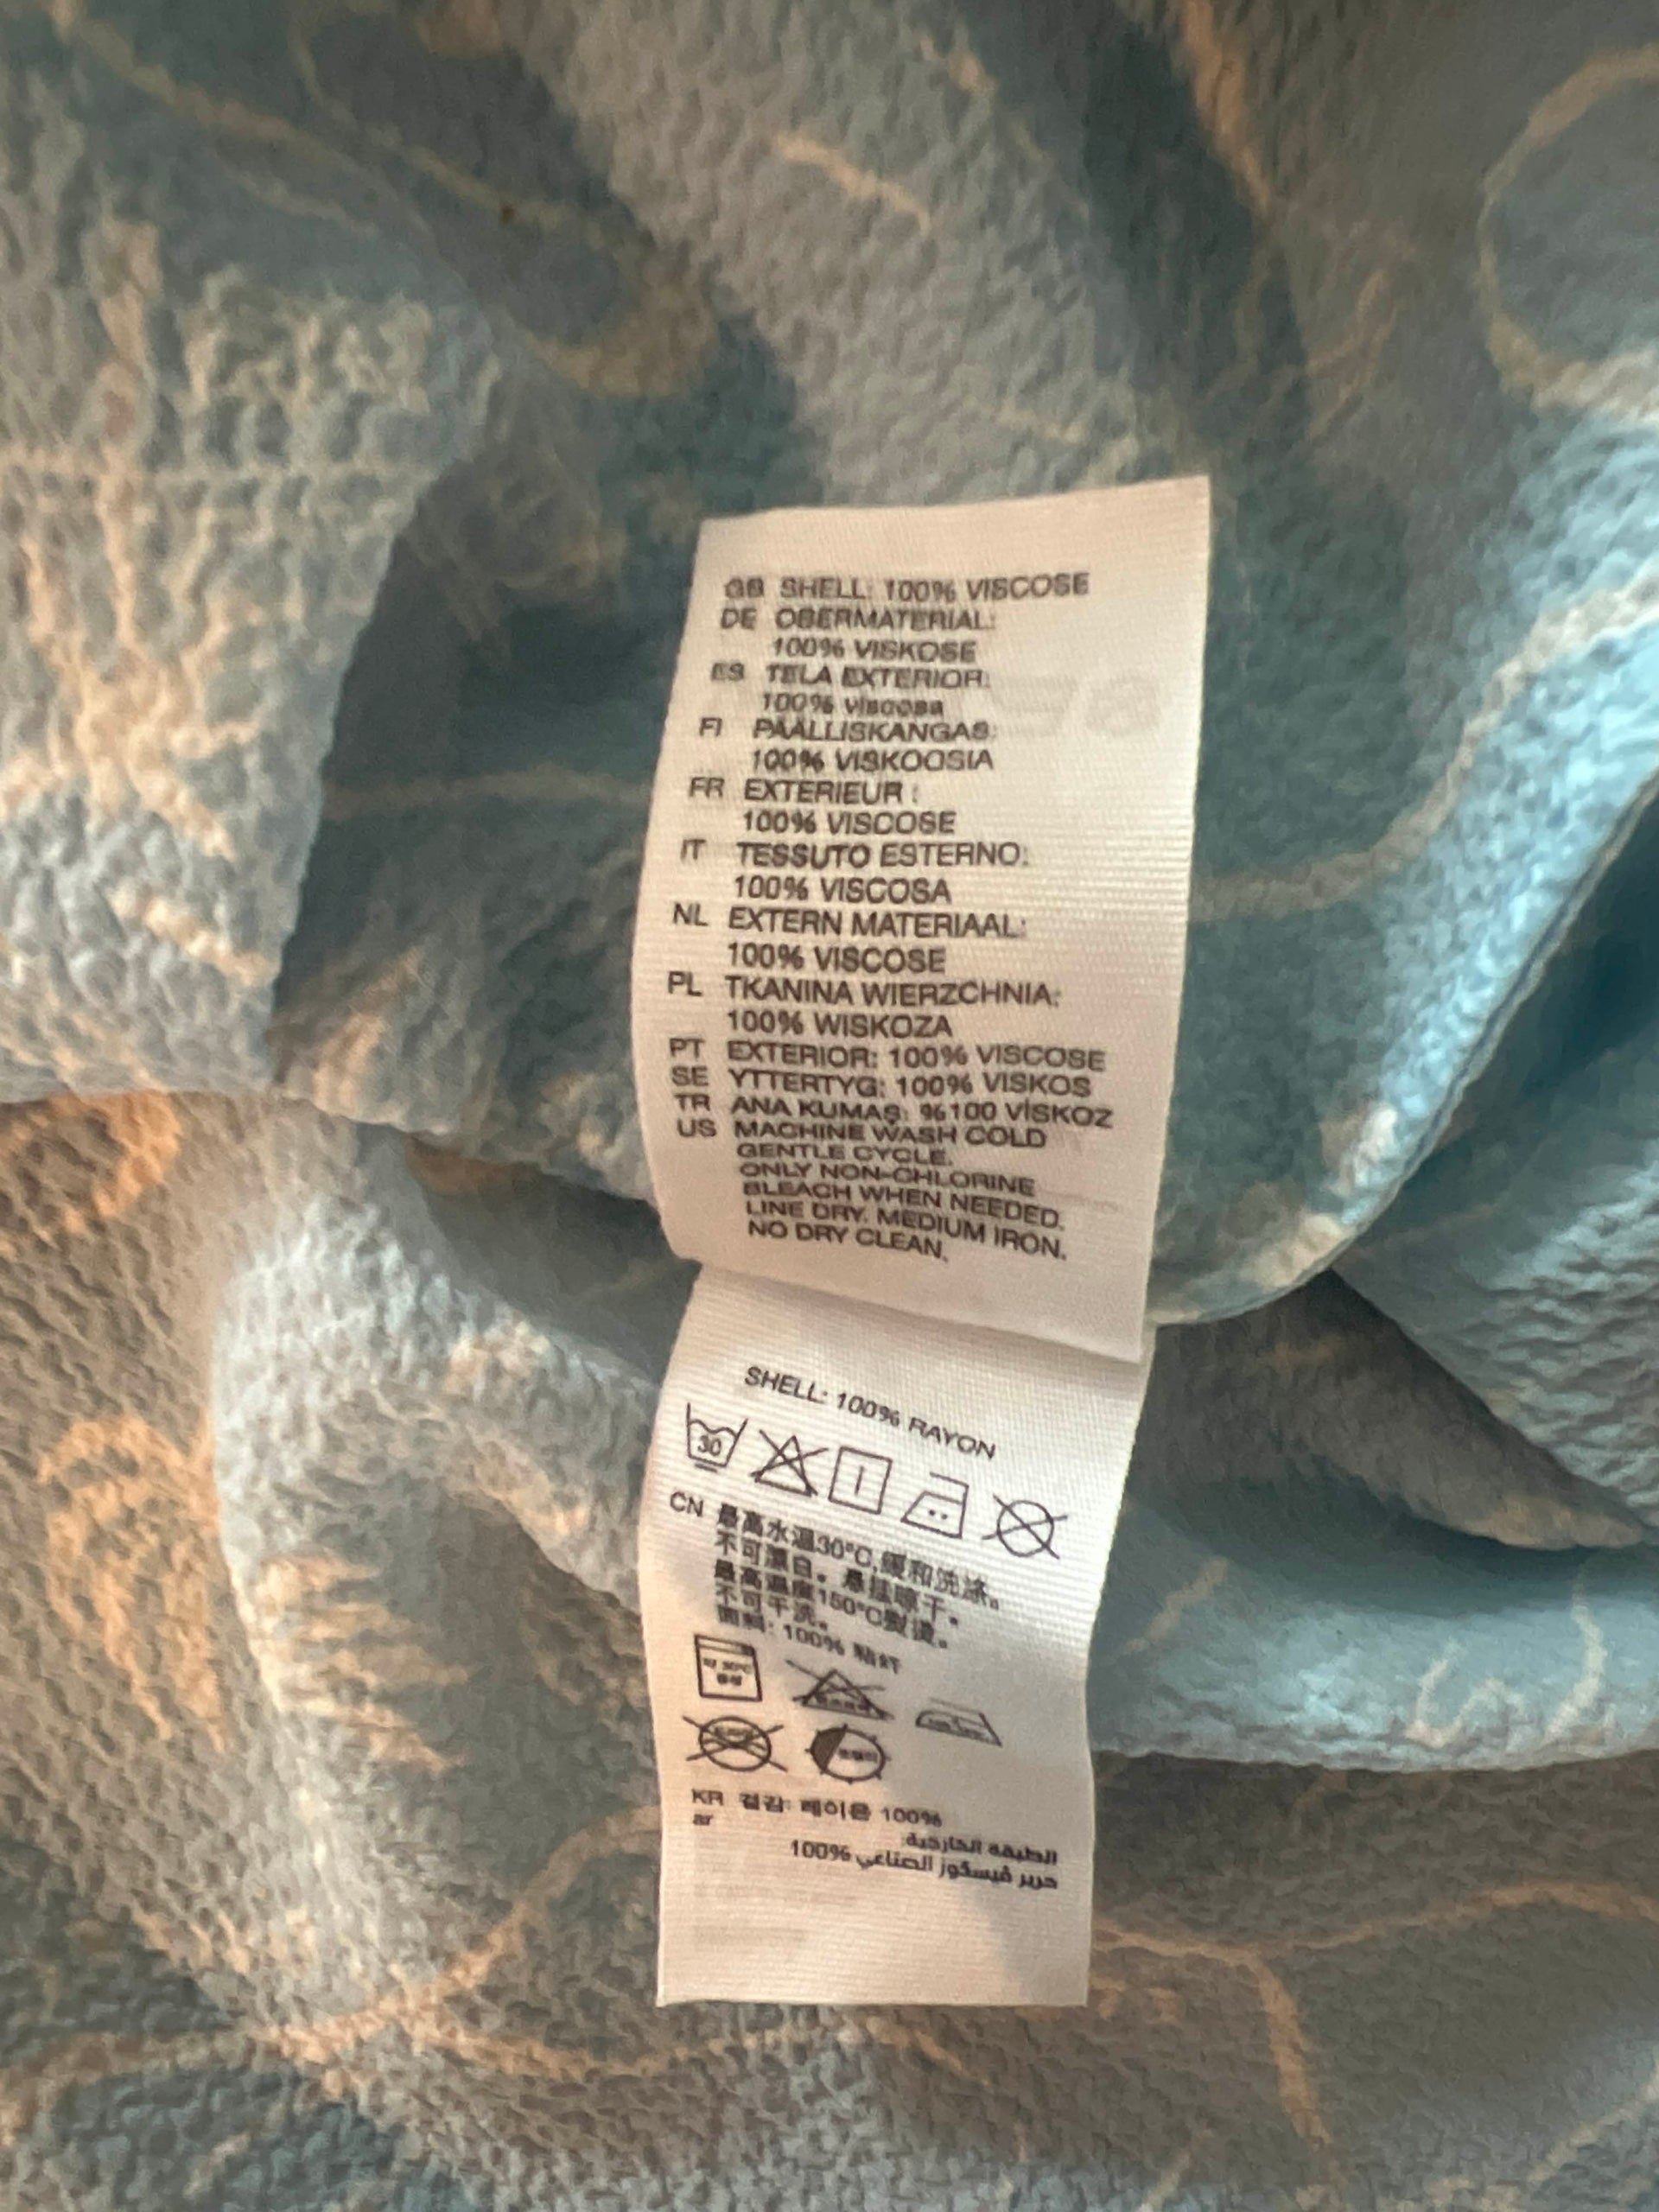 GB SHELL: 100% VISCOSE
DE OBERMATERIAL:
100% VISKOSE
ES TELA EXTERIOR:
100% viscosa
FI PÄÄLLISKANGAS:
100% VISKOOSIA
FR EXTERIEUR :
100% VISCOSE
IT TESSUTO ESTERNO:
100% VISCOSA
NL EXTERN MATERIAAL:
100% VISCOSE
PL TKANINA WIERZCHNIA:
100% WISKOZA
PT EXTERIOR: 100% VISCOSE
SE YTTERTYG: 100% VISKOS
TR ANA KUMAŞ: %100 VİSKOZ
US MACHINE WASH COLD
GENTLE CYCLE.
ONLY NON-CHLORINE
BLEACH WHEN NEEDED.
LINE DRY. MEDIUM IRON.
NO DRY CLEAN.
SHELL: 100% RAYON
30
CN 最高水温30°C,缓和洗涤。
不可漂白。悬挂晾干。
最高温度150°C熨烫。
不可干洗。
面料: 100% 粘纤
KR 겉감: 레이온 100%
ar
الطبقه الخارجية:
حرير ڤيسكوز الصناعي 100%